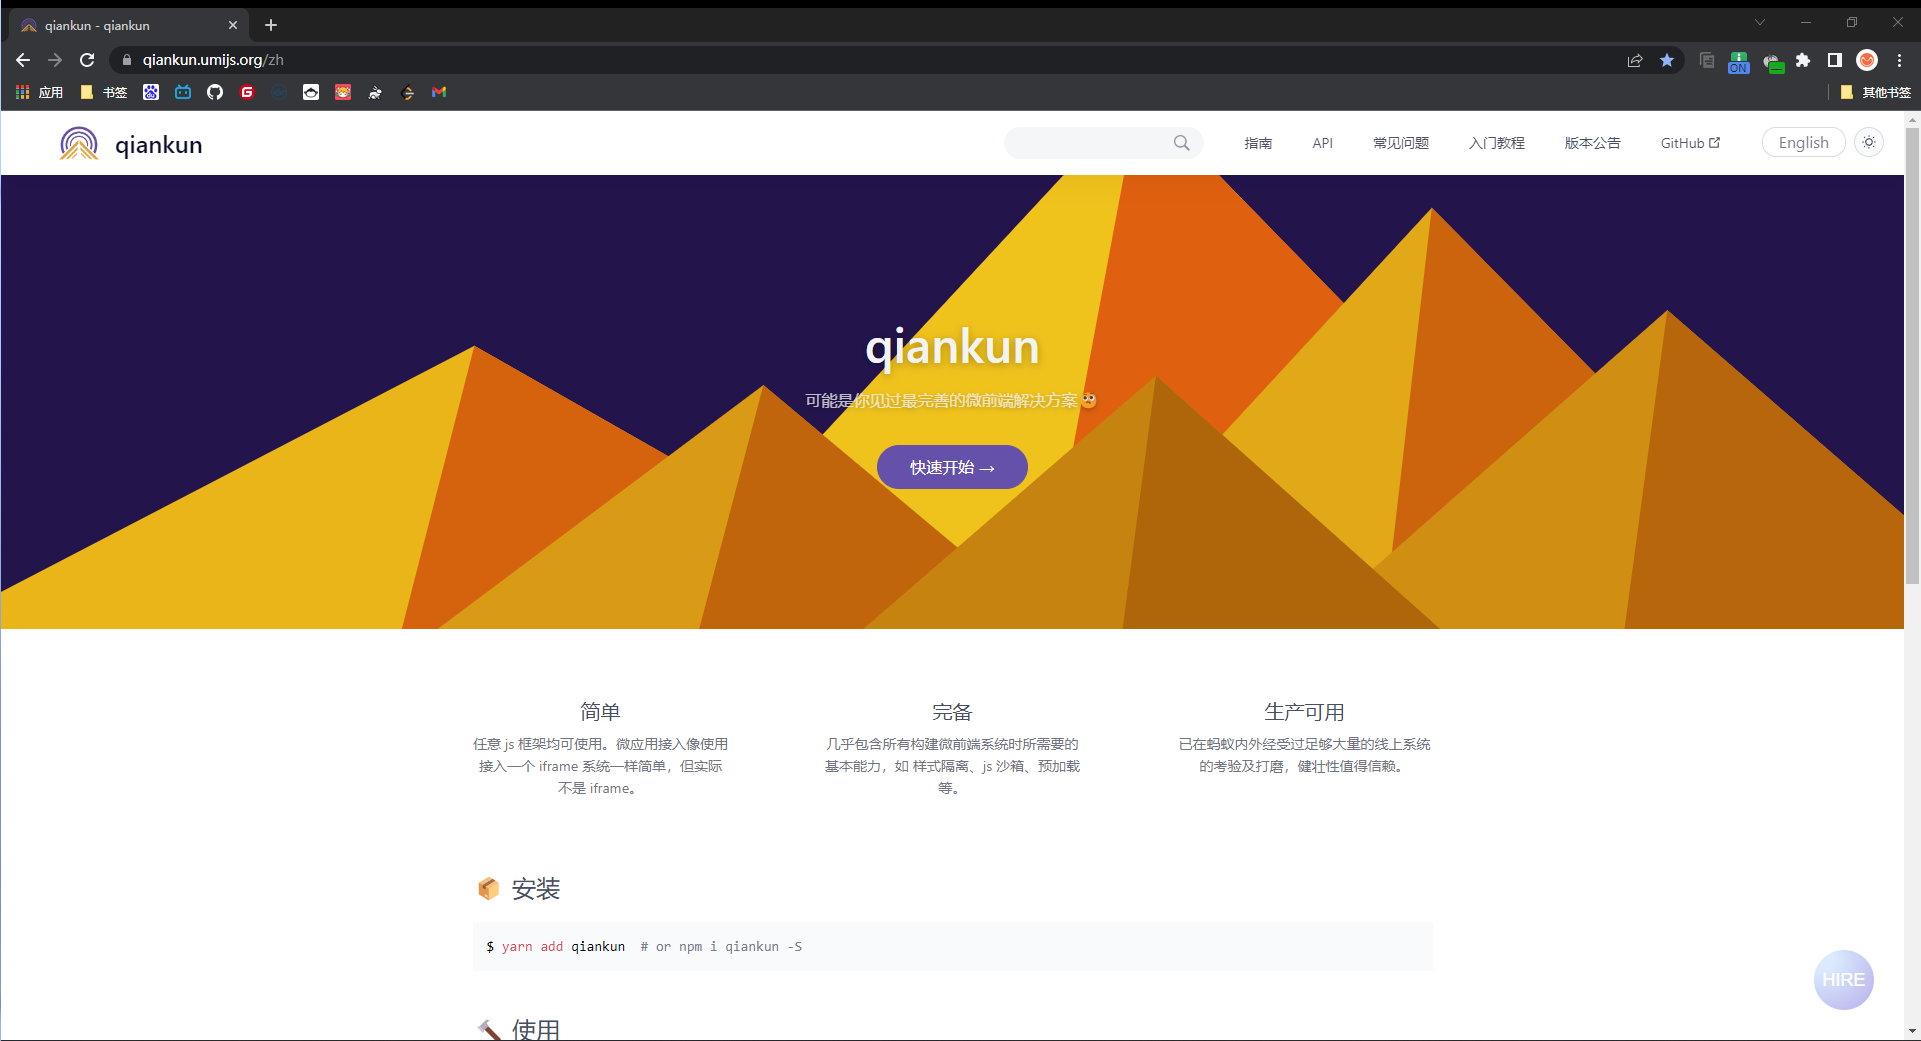 qiankun - qiankun
qiankun.umijs.org/zh
ON
应用
书签
其他书签
qiankun
指南
API
常见问题
入门教程
版本公告
GitHub
English
qiankun
可能是你见过最完善的微前端解决方案🧐
快速开始 →
简单
任意 js 框架均可使用。微应用接入像使用
接入一个 iframe 系统一样简单，但实际
不是 iframe。
完备
几乎包含所有构建微前端系统时所需要的
基本能力，如 样式隔离、js 沙箱、预加载
等。
生产可用
已在蚂蚁内外经受过足够大量的线上系统
的考验及打磨，健壮性值得信赖。
📦 安装
$ yarn add qiankun  # or npm i qiankun -S
🔨 使用
HIRE